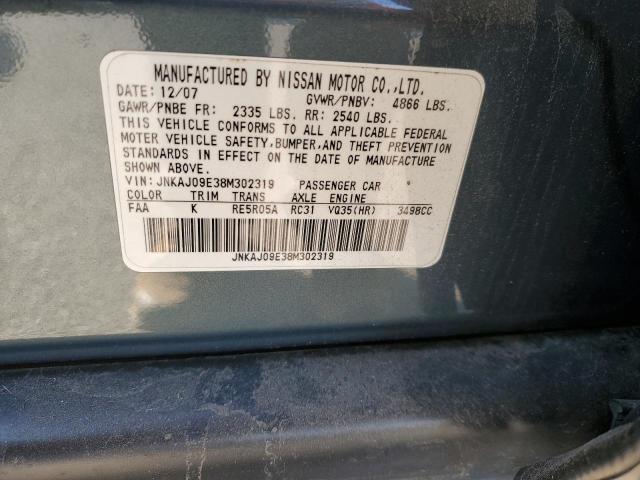 MANUFACTURED BY NISSAN MOTOR CO.,LTD.
DATE: 12/07 GVWR/PNBV: 4866 LBS.
GAWR/PNBE FR: 2335 LBS. RR: 2540 LBS.
THIS VEHICLE CONFORMS TO ALL APPLICABLE FEDERAL
MOTOR VEHICLE SAFETY,BUMPER,AND THEFT PREVENTION
STANDARDS IN EFFECT ON THE DATE OF MANUFACTURE
SHOWN ABOVE.
VIN:JNKAJ09E38M302319 PASSENGER CAR
COLOR TRIM TRANS AXLE ENGINE
FAA K RE5R05A RC31 VQ35(HR) 3498CC
JNKAJ09E38M302319